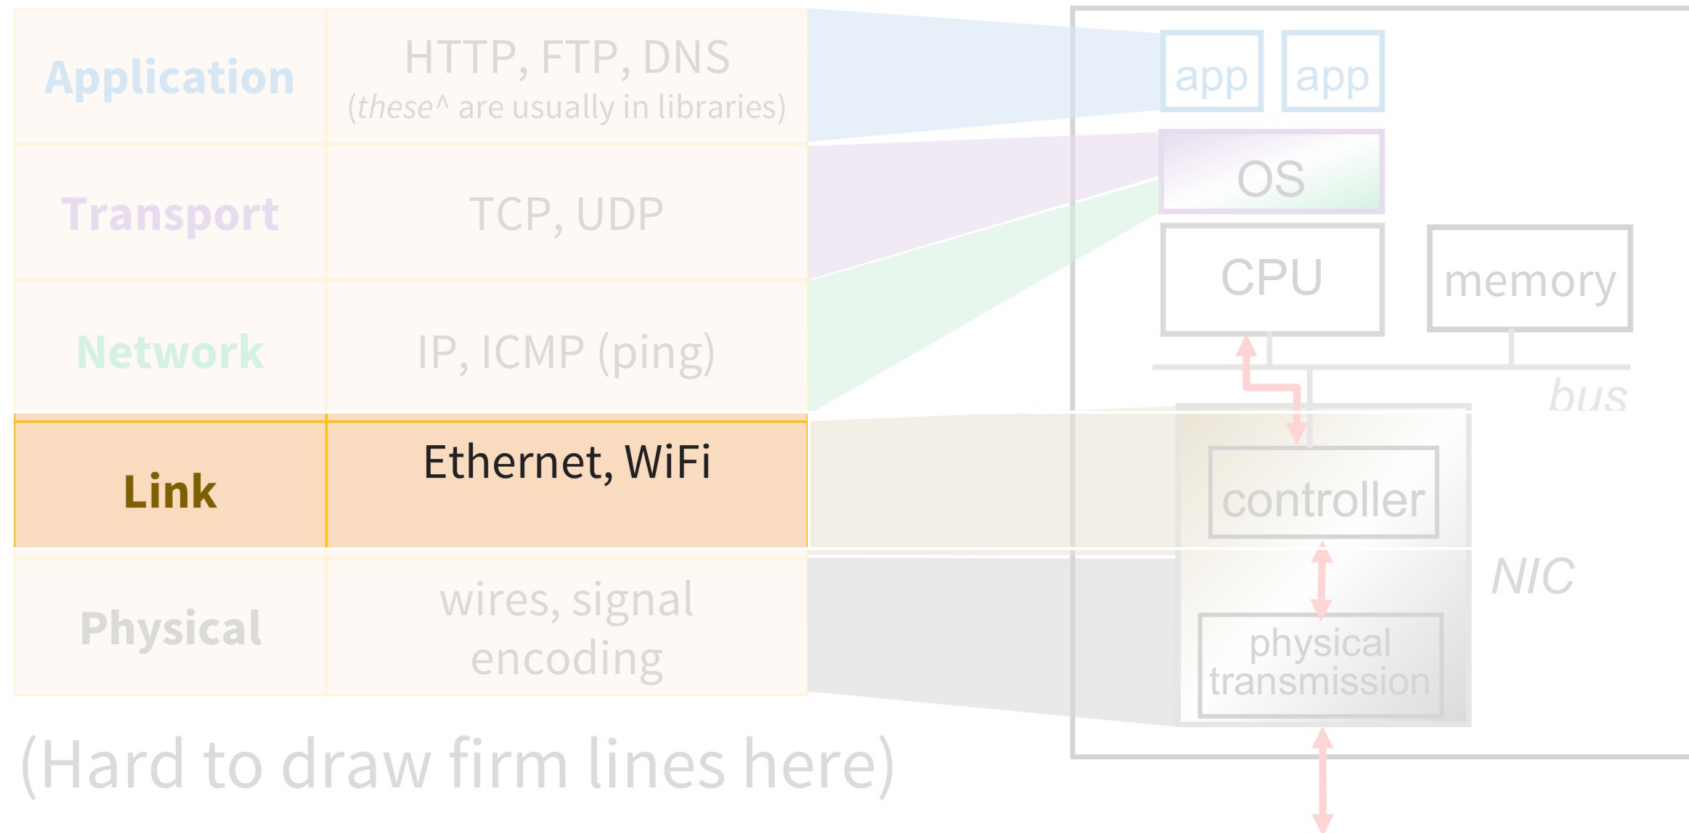 Application
HTTP, FTP, DNS
(these^ are usually in libraries)
Transport
TCP, UDP
Network
IP, ICMP (ping)
Link
Ethernet, WiFi
Physical
wires, signal
encoding
(Hard to draw firm lines here)
app
app
OS
CPU
memory
bus
controller
NIC
physical
transmission